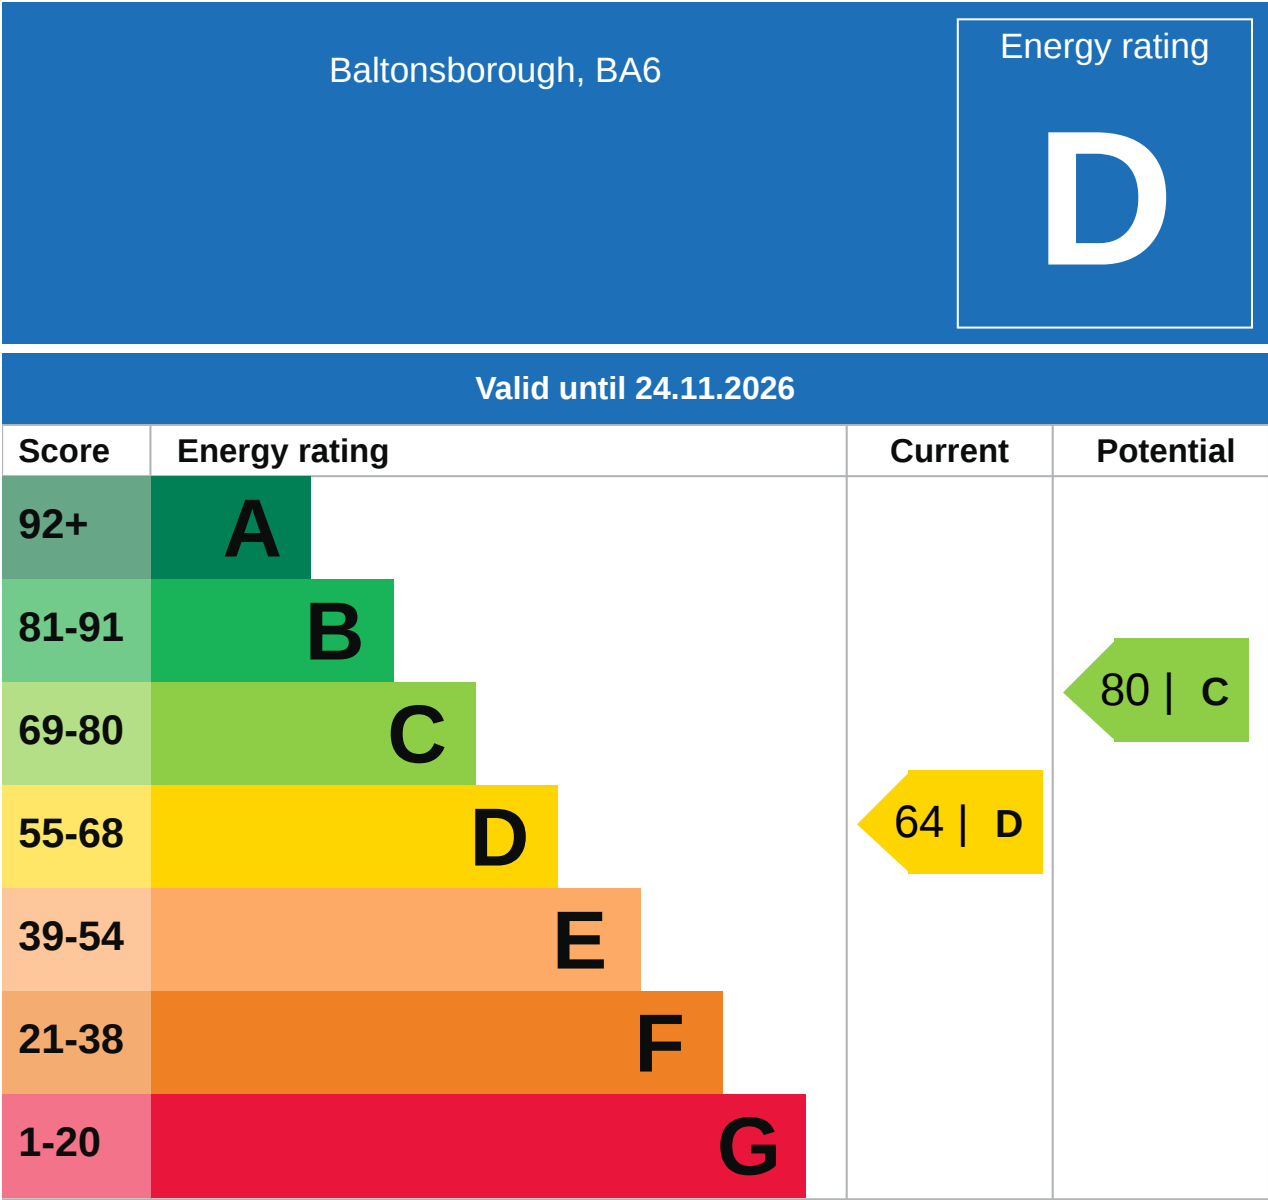 Baltonsborough, BA6
Energy rating
D
Valid until 24.11.2026
Score Energy rating Current Potential
92+ A
81-91 B
80 | C
69-80 C
64 | D
55-68 D
39-54 E
21-38 F
1-20 G